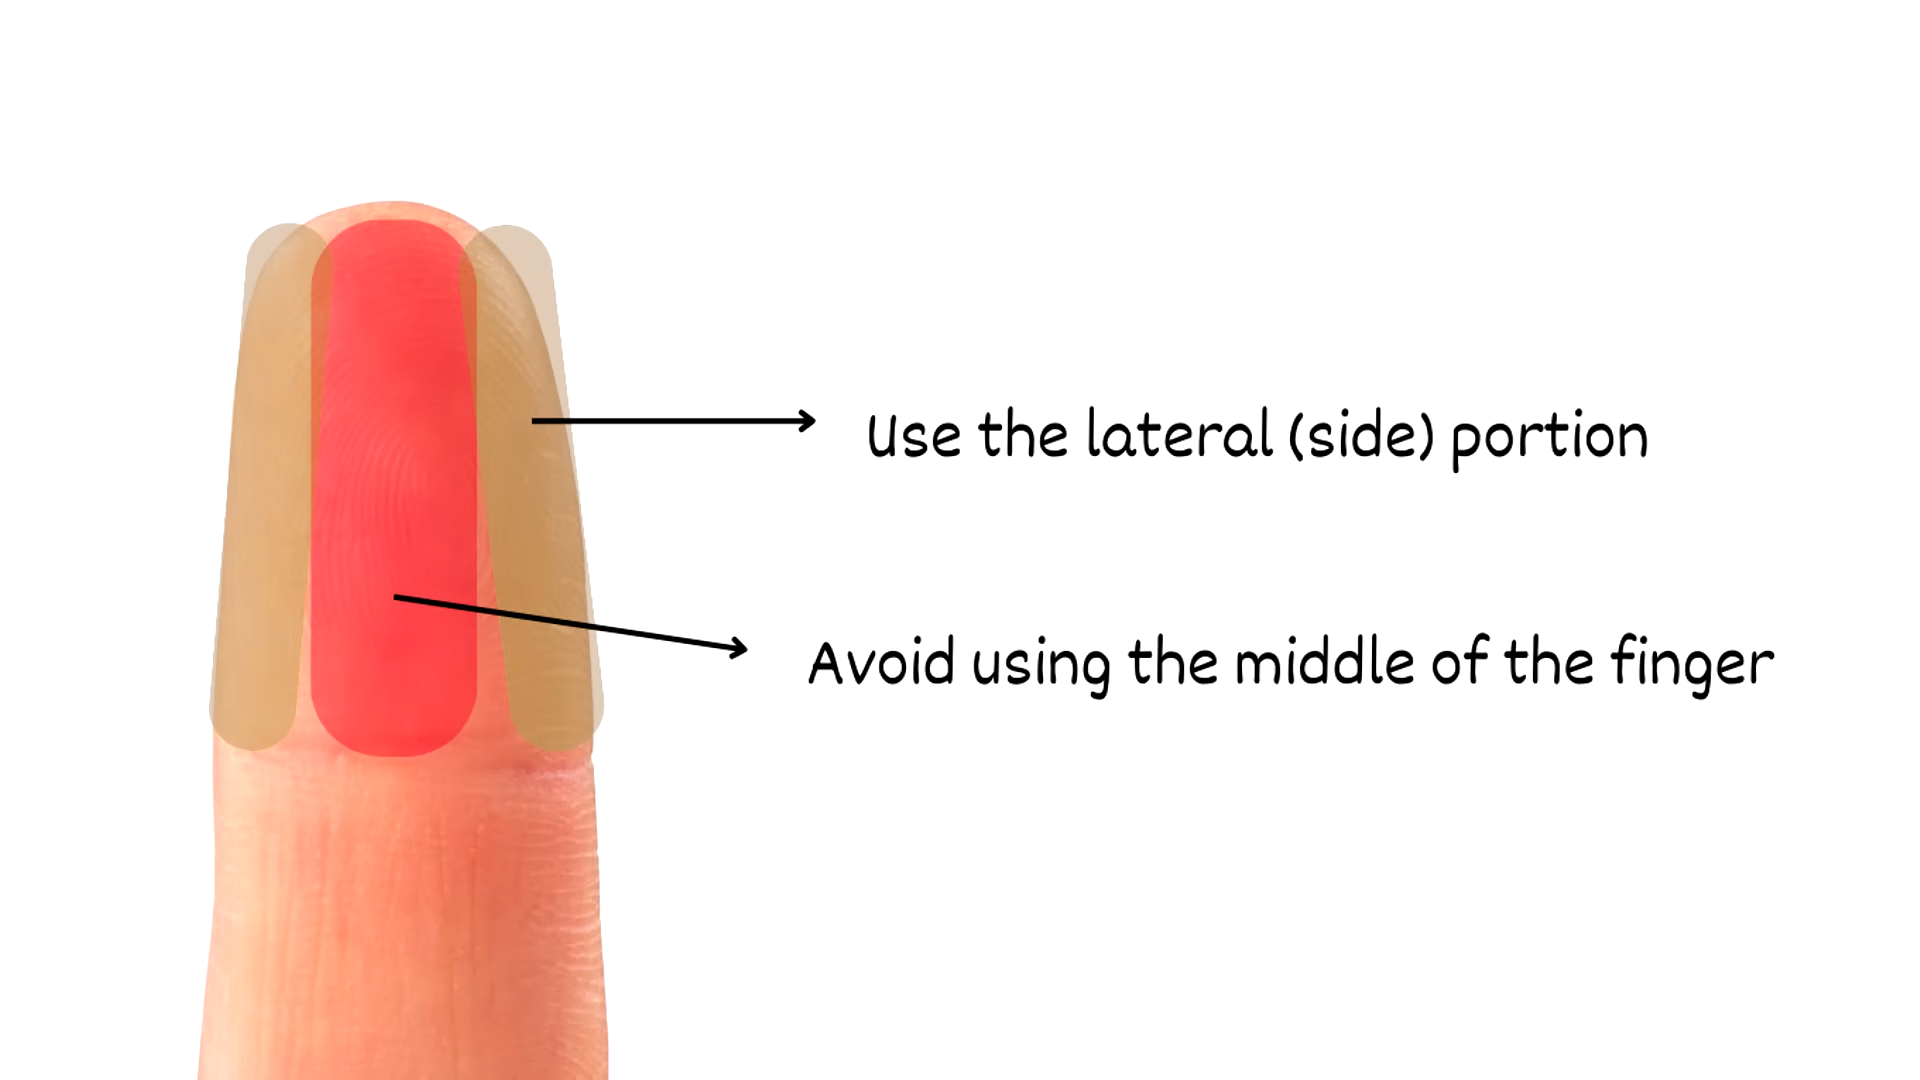 Use the lateral (side) portion
Avoid using the middle of the finger